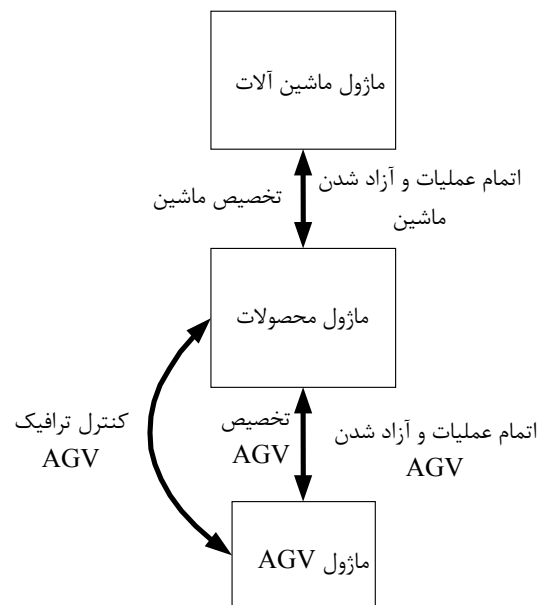 ماژول ماشین آلات
اتمام عملیات و آزاد شدن
ماشین
تخصیص ماشین
ماژول محصولات
کنترل ترافیک
AGV
تخصیص
AGV
اتمام عملیات و آزاد شدن
AGV
ماژول AGV